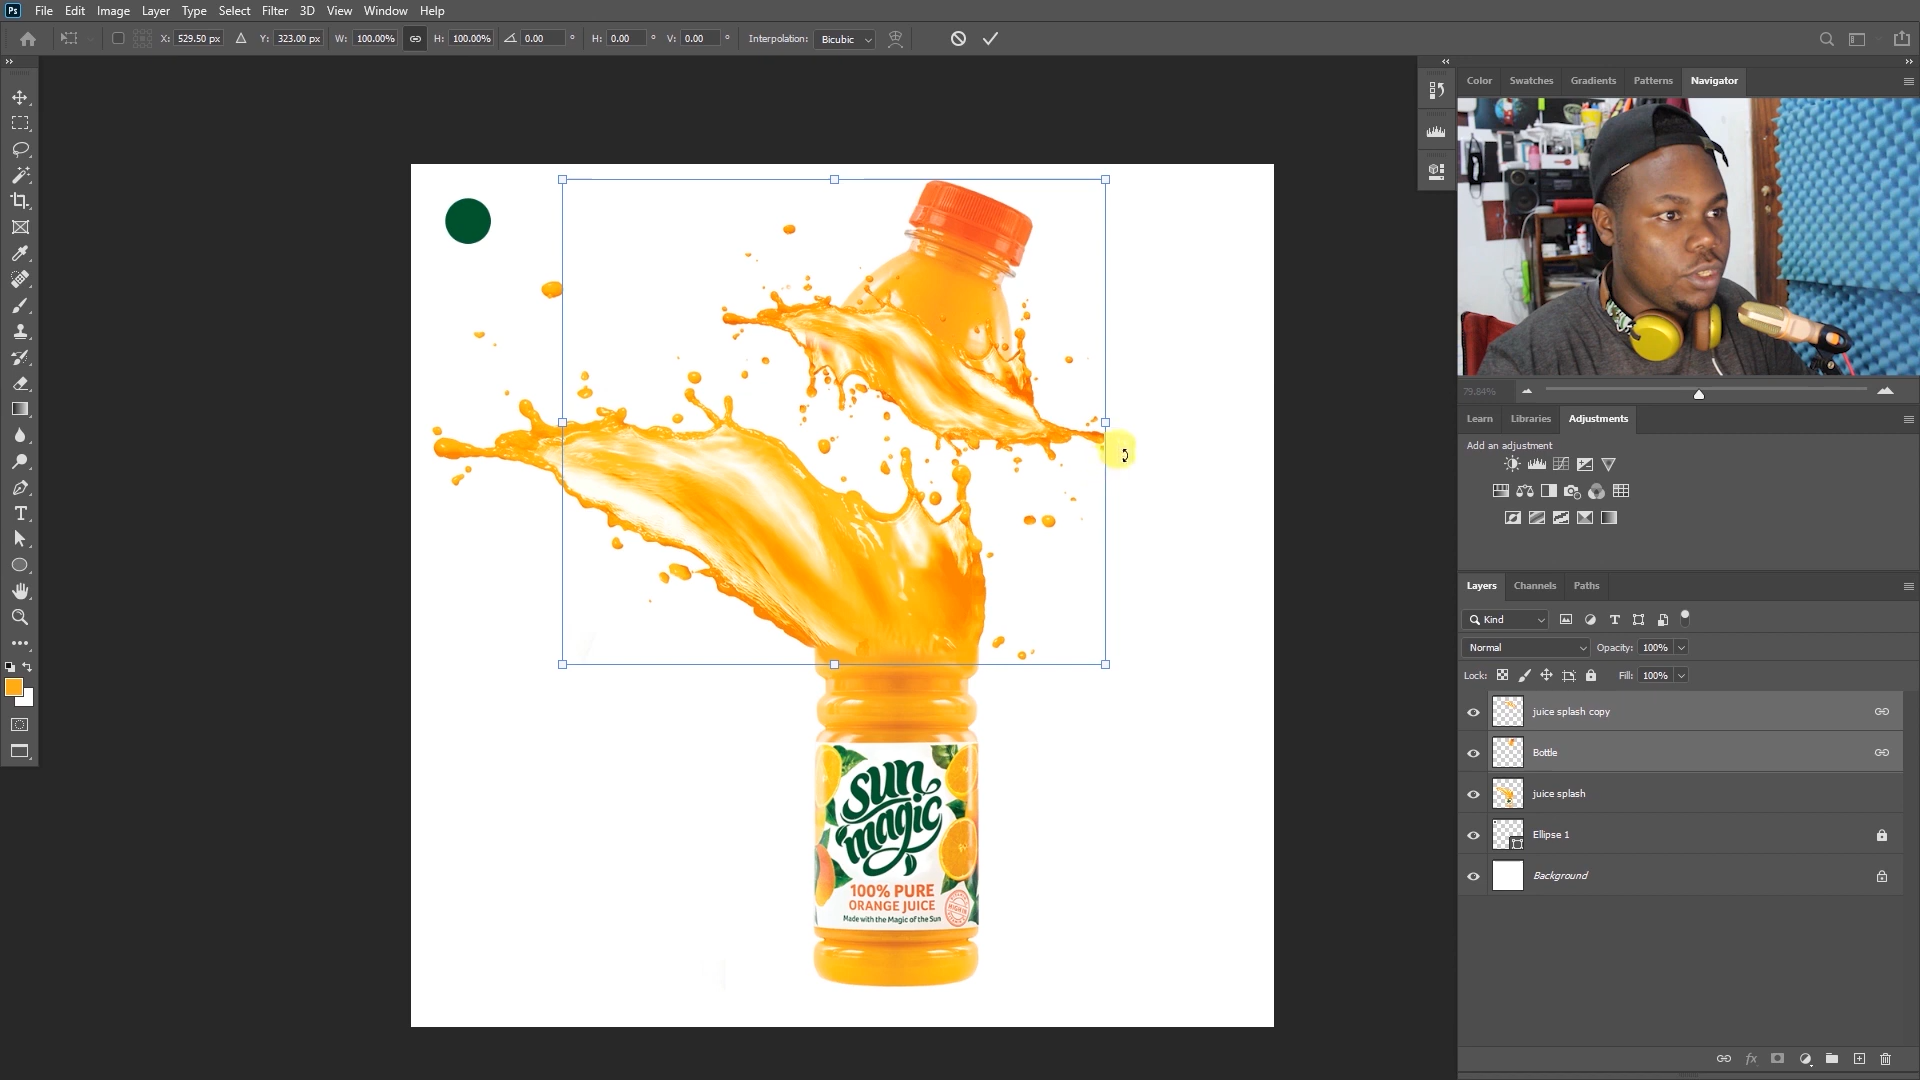 Ps File Edit Image Layer Type Select Filter 3D View Window Help
X: 529.50 px Y: 323.00 px W: 100.00% H: 100.00% 0.00 ° H: 0.00 ° V: 0.00 ° Interpolation: Bicubic
Color Swatches Gradients Patterns Navigator
79.84%
Learn Libraries Adjustments
Add an adjustment
Layers Channels Paths
Kind
Normal Opacity: 100%
Lock: Fill: 100%
juice splash copy
Bottle
juice splash
Ellipse 1
Background
sun
magic
100% PURE
ORANGE JUICE
Made with the Magic of the Sun